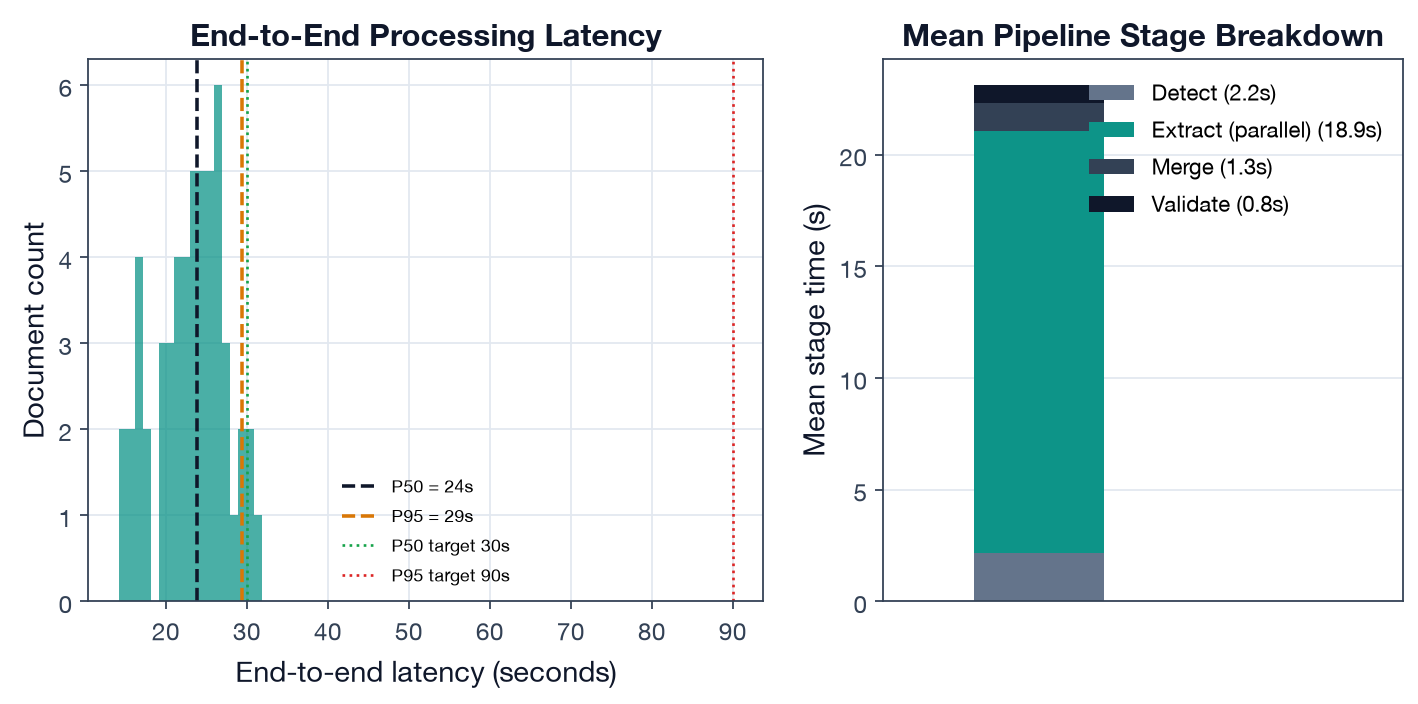 End-to-End Processing Latency
6
5
4
3
2
1
0
Document count
P50 = 24s
P95 = 29s
P50 target 30s
P95 target 90s
20 30 40 50 60 70 80 90
End-to-end latency (seconds)
Mean Pipeline Stage Breakdown
20
15
10
5
0
Mean stage time (s)
Detect (2.2s)
Extract (parallel) (18.9s)
Merge (1.3s)
Validate (0.8s)